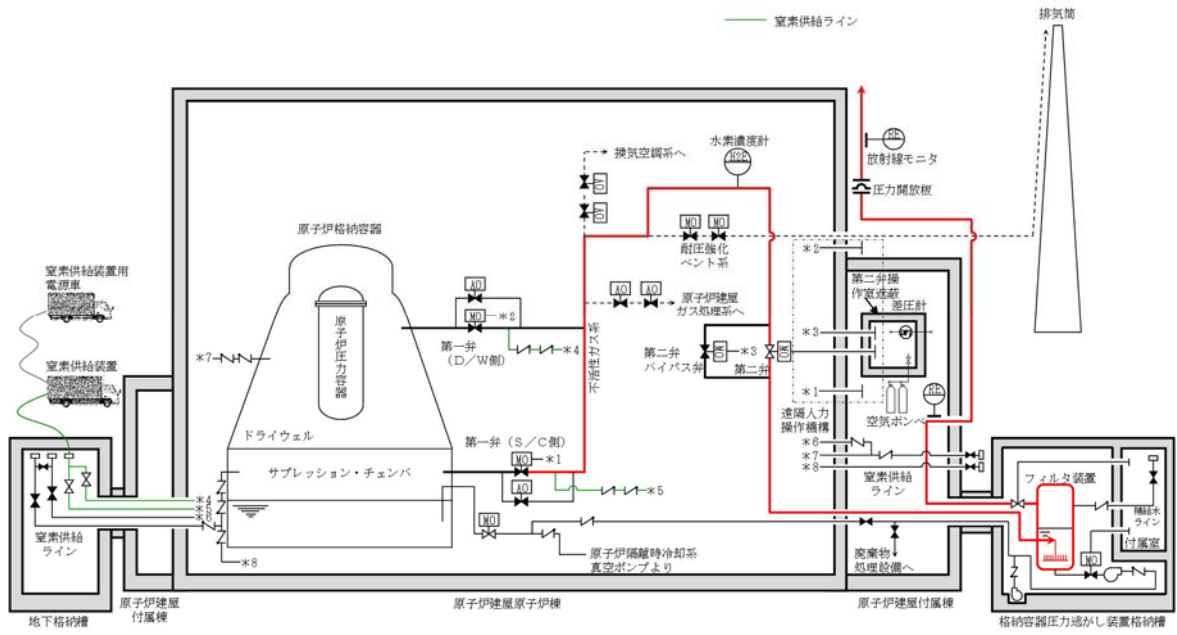 窒素供給ライン
排気筒
水素濃度計
H2E
RE
放射線モニタ
換気空調系へ
AO
AO
圧力開放板
原子炉格納容器
MO
MO
耐圧強化
ベント系
*2
窒素供給装置用
電源車
第二弁操
作室遮蔽
差圧計
AO
AO
AO
原子炉建屋
ガス処理系へ
MO
*2
原子炉圧力容器
*3
*7
*4
第一弁
(D/W側)
不活性ガス系
第二弁
バイパス弁
MO
*3
第二弁
MO
窒素供給装置
*1
RE
遠隔人力
操作機構
空気ボンベ
ドライウェル
第一弁(S/C側)
MO
*1
*6
*7
*8
サプレッション・チェンバ
AO
*5
窒素供給
ライン
フィルタ装置
*4
*5
*6
補給水
ライン
MO
付属室
窒素供給
ライン
*8
原子炉隔離時冷却系
真空ポンプより
廃棄物
処理設備へ
MO
地下格納槽
原子炉建屋
付属棟
原子炉建屋原子炉棟
原子炉建屋付属棟
格納容器圧力逃がし装置格納槽